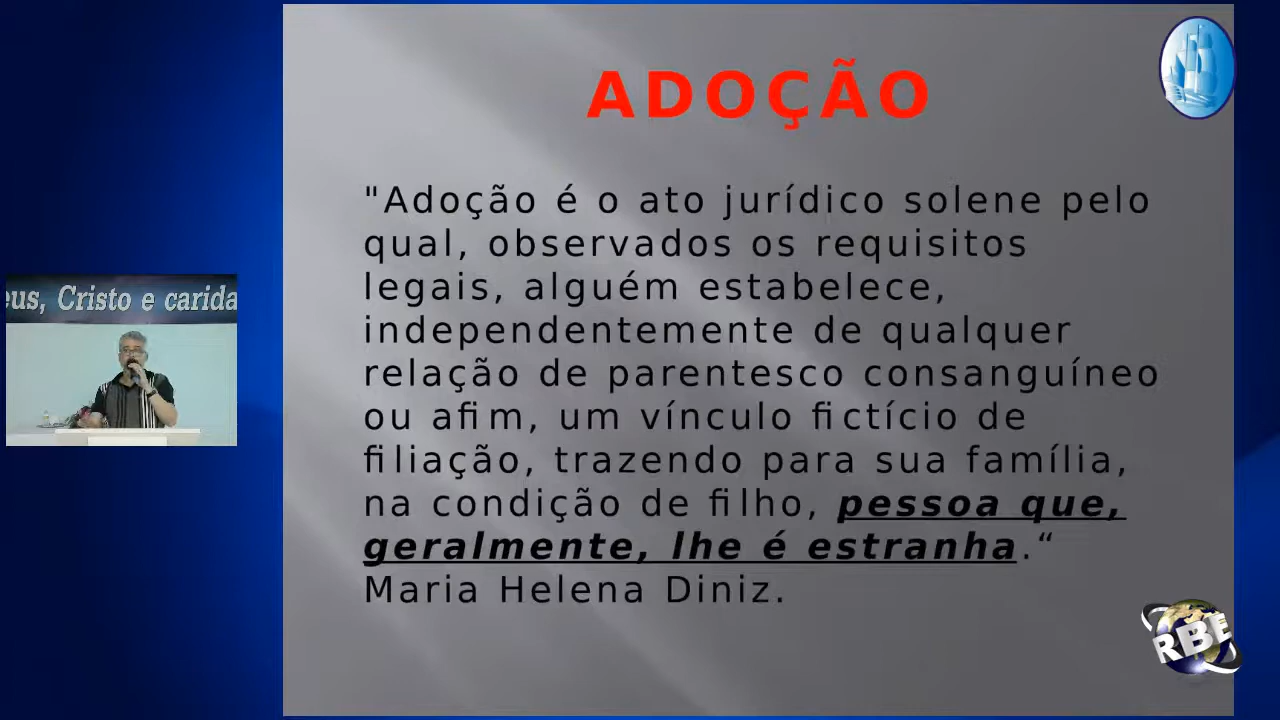 ADOÇÃO
"Adoção é o ato jurídico solene pelo
qual, observados os requisitos
legais, alguém estabelece,
independentemente de qualquer
relação de parentesco consanguíneo
ou afim, um vínculo fictício de
filiação, trazendo para sua família,
na condição de filho, pessoa que,
geralmente, lhe é estranha.“
Maria Helena Diniz.
eus, Cristo e carida
RBE